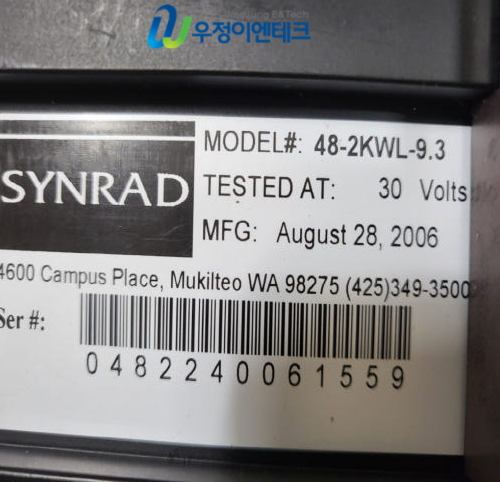 우정이엔테크
MODEL#: 48-2KWL-9.3
SYNRAD
TESTED AT: 30 Volts
MFG: August 28, 2006
4600 Campus Place, Mukilteo WA 98275 (425)349-3500
Ser #:
0482240061559